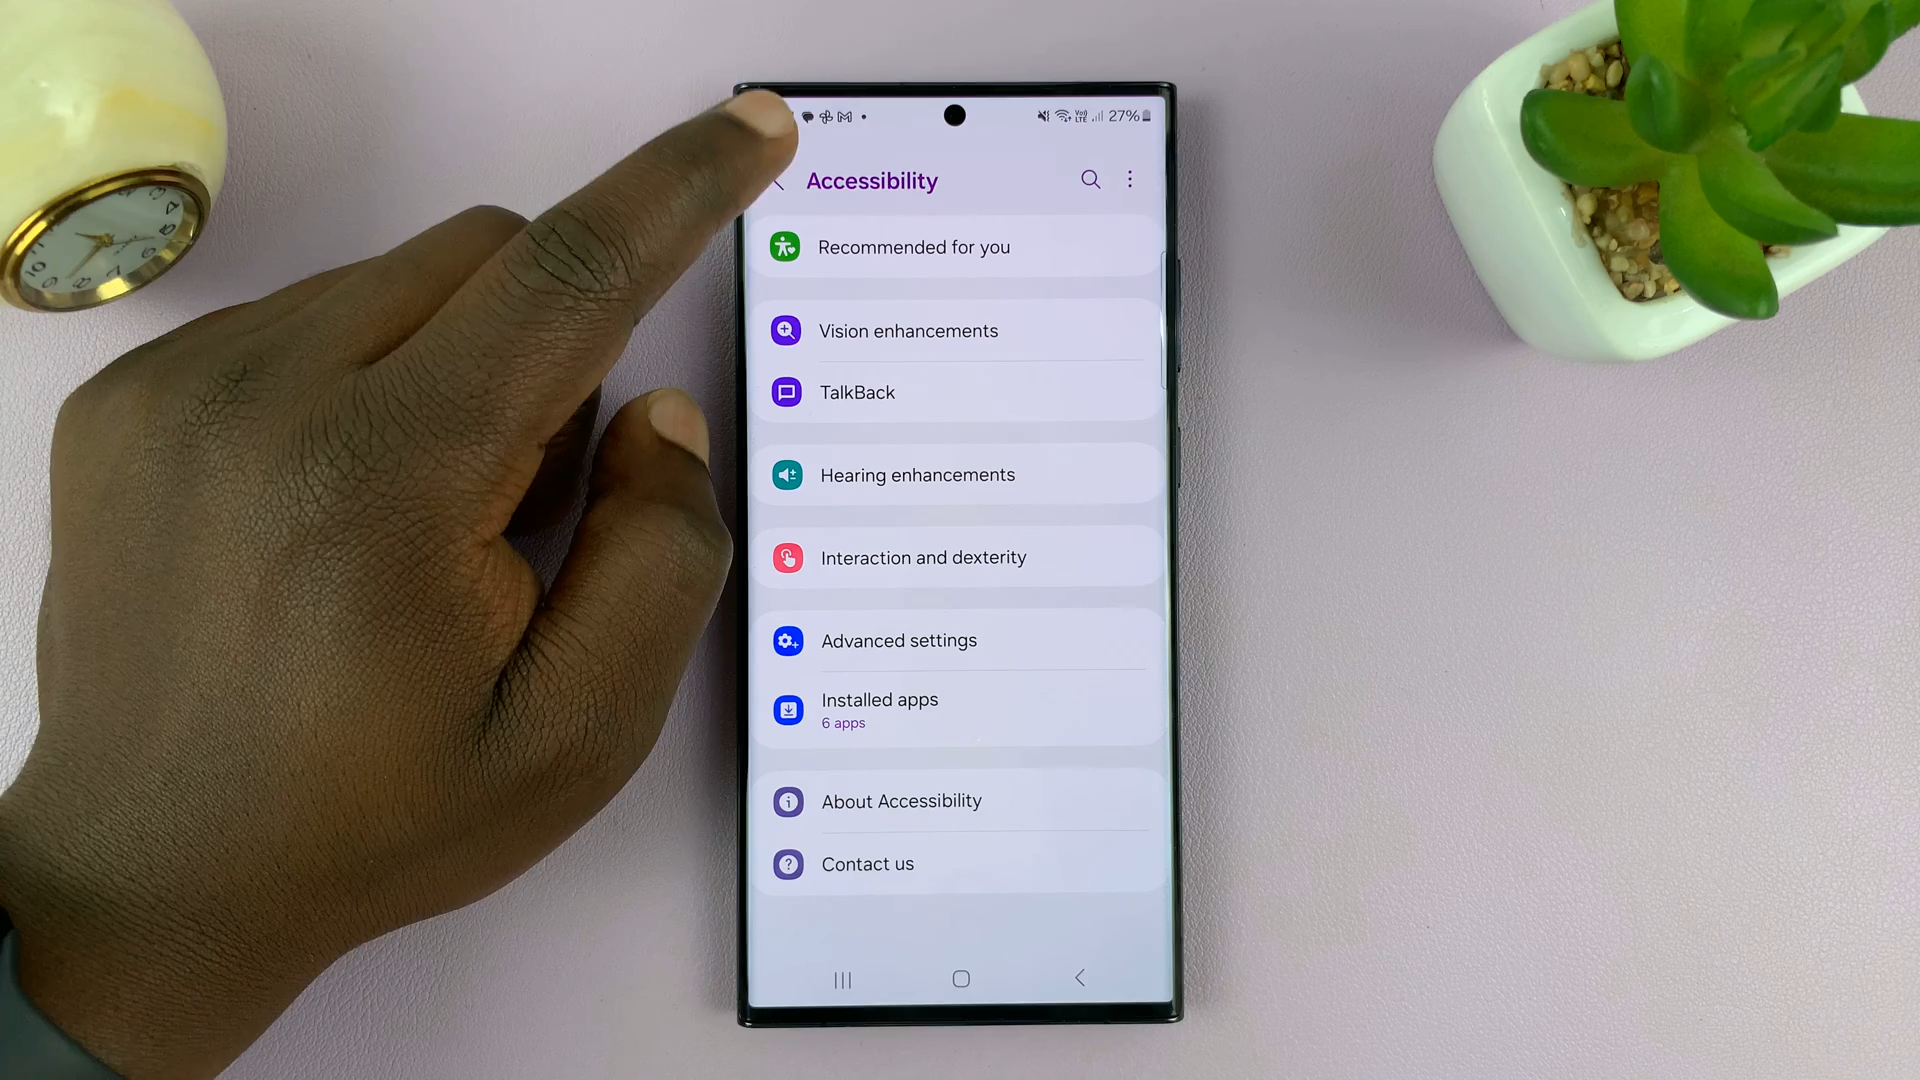 27%
Accessibility
Recommended for you
Vision enhancements
TalkBack
Hearing enhancements
Interaction and dexterity
Advanced settings
Installed apps
6 apps
About Accessibility
Contact us